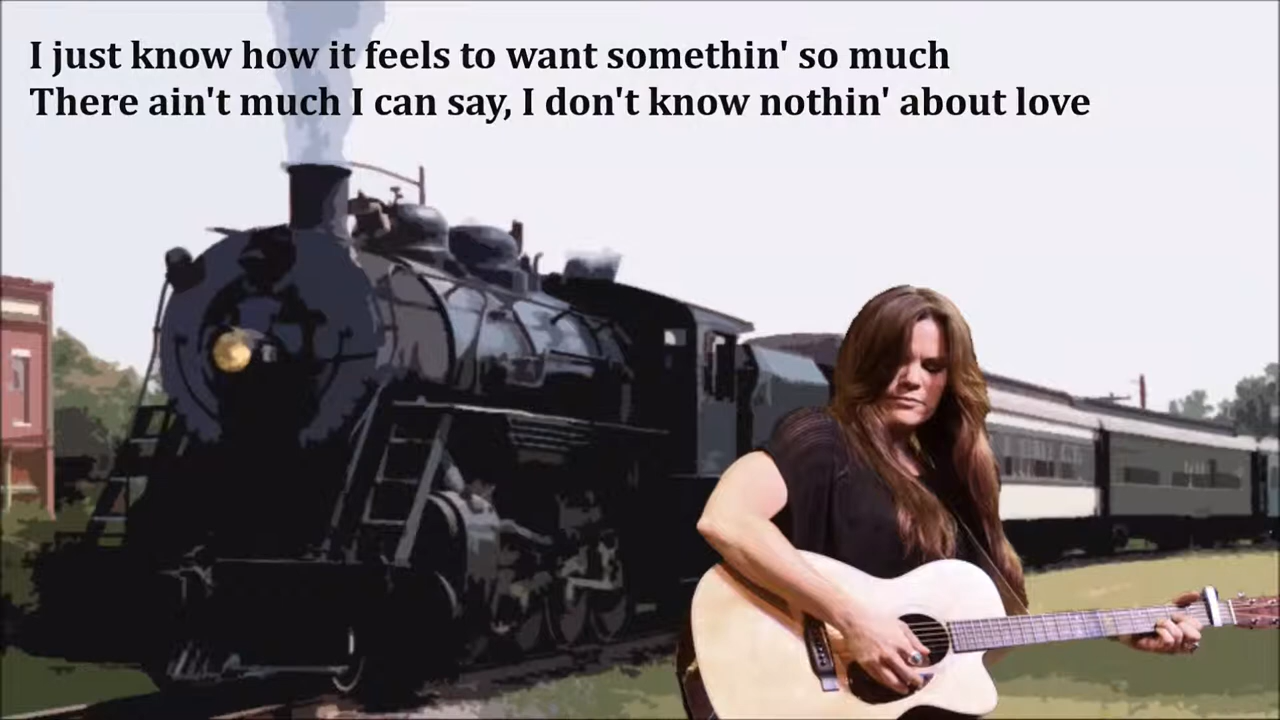 I just know how it feels to want somethin' so much
There ain't much I can say, I don't know nothin' about love